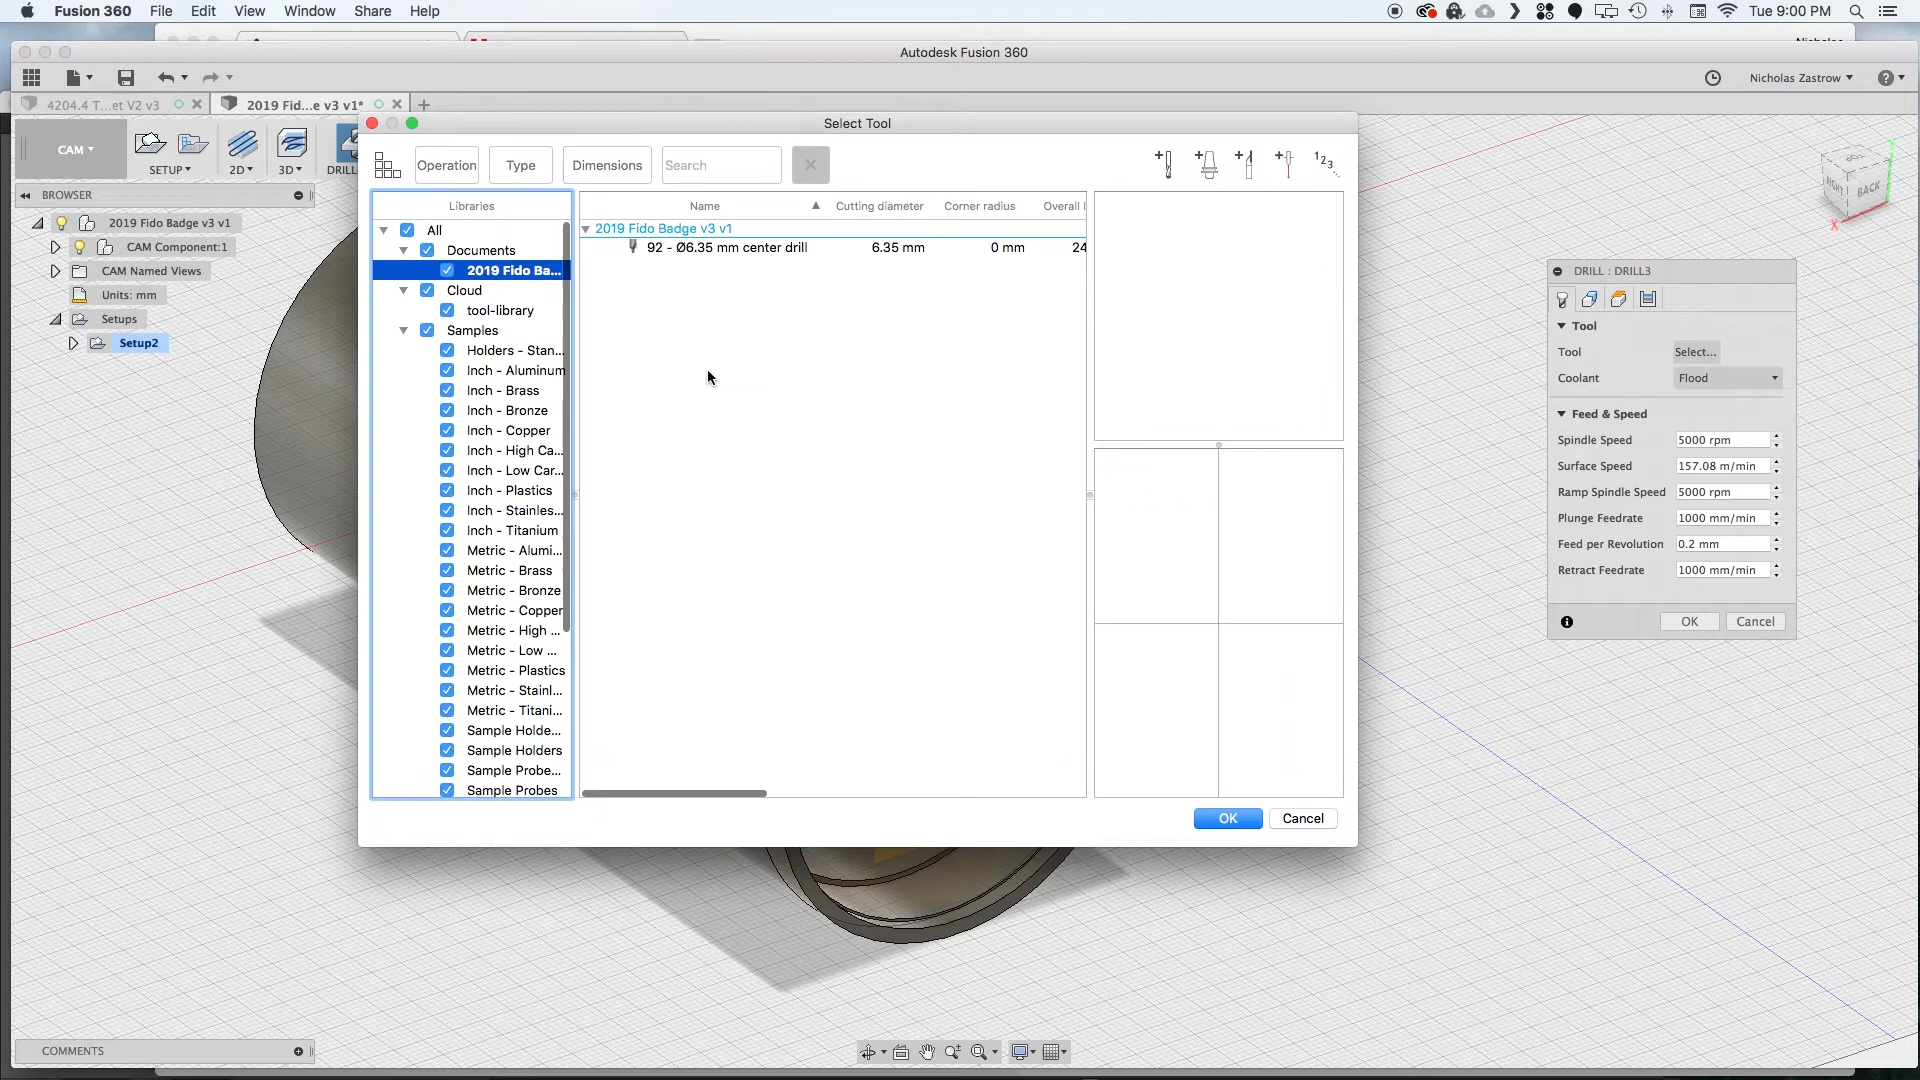 Fusion 360 File Edit View Window Share Help Tue 9:00 PM
Autodesk Fusion 360
Nicholas Zastrow
4204.4 T...et V2 v3 2019 Fid...e v3 v1*
Select Tool
CAM
SETUP 2D 3D DRILL
Operation Type Dimensions Search
BROWSER
2019 Fido Badge v3 v1
CAM Component:1
CAM Named Views
Units: mm
Setups
Setup2
Libraries
All
Documents
2019 Fido Ba...
Cloud
tool-library
Samples
Holders - Stan...
Inch - Aluminum
Inch - Brass
Inch - Bronze
Inch - Copper
Inch - High Ca...
Inch - Low Car...
Inch - Plastics
Inch - Stainles...
Inch - Titanium
Metric - Alumi...
Metric - Brass
Metric - Bronze
Metric - Copper
Metric - High ...
Metric - Low ...
Metric - Plastics
Metric - Stainl...
Metric - Titani...
Sample Holde...
Sample Holders
Sample Probe...
Sample Probes
Name Cutting diameter Corner radius Overall l
2019 Fido Badge v3 v1
92 - Ø6.35 mm center drill 6.35 mm 0 mm 24
OK Cancel
DRILL : DRILL3
Tool
Tool Select...
Coolant Flood
Feed & Speed
Spindle Speed 5000 rpm
Surface Speed 157.08 m/min
Ramp Spindle Speed 5000 rpm
Plunge Feedrate 1000 mm/min
Feed per Revolution 0.2 mm
Retract Feedrate 1000 mm/min
OK Cancel
TOP
RIGHT BACK
Y
X
COMMENTS